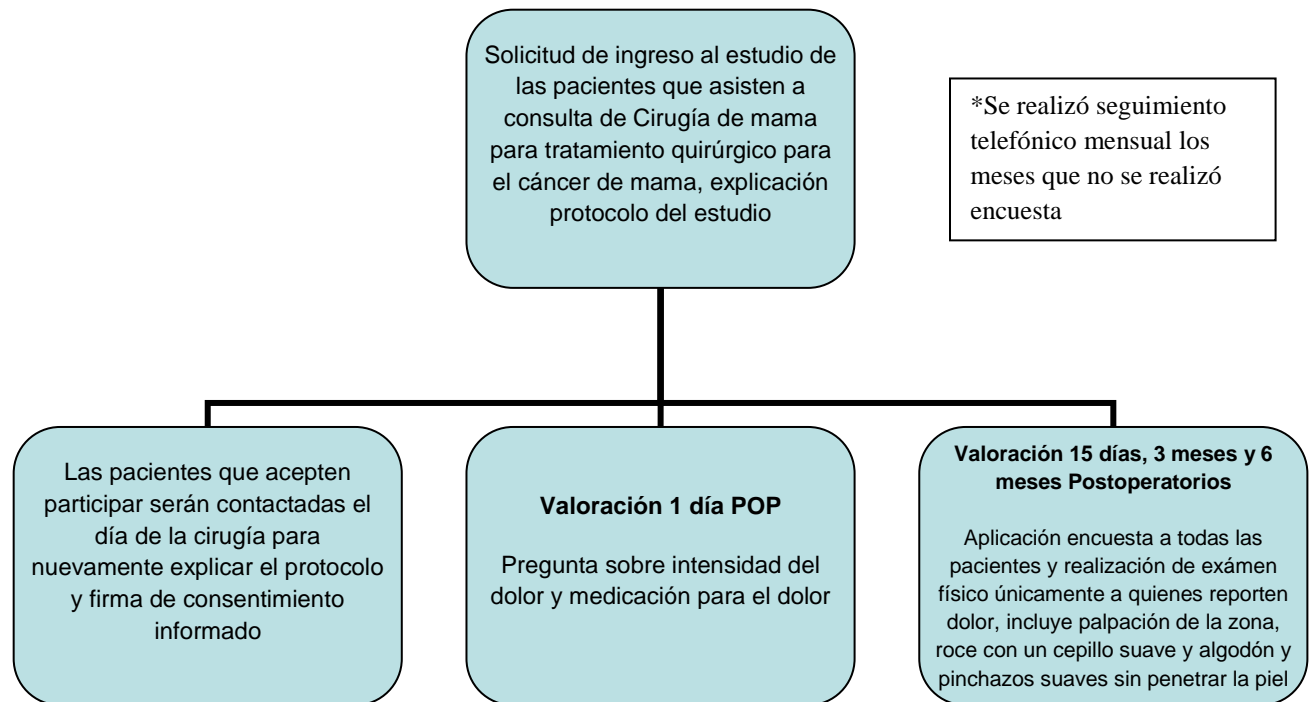 Solicitud de ingreso al estudio de
las pacientes que asisten a
consulta de Cirugía de mama
para tratamiento quirúrgico para
el cáncer de mama, explicación
protocolo del estudio
*Se realizó seguimiento
telefónico mensual los
meses que no se realizó
encuesta
Las pacientes que acepten
participar serán contactadas el
día de la cirugía para
nuevamente explicar el protocolo
y firma de consentimiento
informado
Valoración 1 día POP
Pregunta sobre intensidad del
dolor y medicación para el dolor
Valoración 15 días, 3 meses y 6
meses Postoperatorios
Aplicación encuesta a todas las
pacientes y realización de exámen
físico únicamente a quienes reporten
dolor, incluye palpación de la zona,
roce con un cepillo suave y algodón y
pinchazos suaves sin penetrar la piel